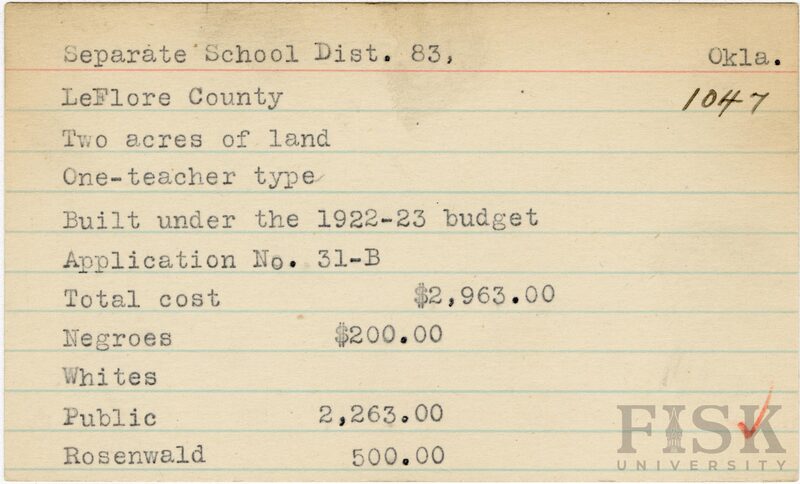 Separate School Dist. 83, Okla.
LeFlore County 1047
Two acres of land
One-teacher type
Built under the 1922-23 budget
Application No. 31-B
Total cost $2,963.00
Negroes $200.00
Whites
Public 2,263.00
Rosenwald 500.00
FISK
UNIVERSITY